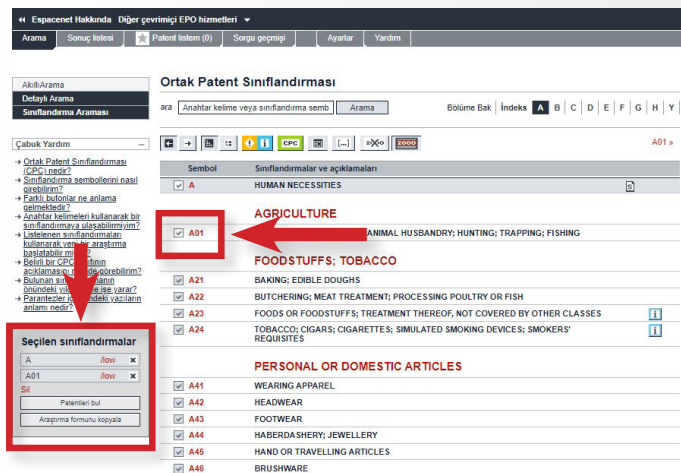 Espacenet Hakkında Diğer çevrimiçi EPO hizmetleri
Arama Sonuç listesi Patent listem (0) Sorgu geçmişi Ayarlar Yardım
AkıllıArama
Detaylı Arama
Sınıflandırma Araması
Çabuk Yardım
Ortak Patent Sınıflandırması
(CPC) nedir?
Sınıflandırma sembollerini nasıl
girebilirim?
Farklı butonlar ne anlama
gelmektedir?
Anahtar kelimeleri kullanarak bir
sınıflandırmaya ulaşabilirmiyim?
Listelenen sınıflandırmaları
kullanarak yeni bir araştırma
başlatabilir
Belirli bir CPC
açıklamasını görebilirim?
Bulunan
önündeki işe yarar?
Parantezler yazıların
anlamı nedir?
Seçilen sınıflandırmalar
A /low x
A01 /low x
Sil
Patentleri bul
Araştırma formunu kopyala
Ortak Patent Sınıflandırması
ara Anahtar kelime veya sınıflandırma semb Arama Bölüme Bak İndeks A B C D E F G H Y
CPC [...] 2000 A01 »
Sembol Sınıflandırmalar ve açıklamaları
A HUMAN NECESSITIES S
AGRICULTURE
A01 ANIMAL HUSBANDRY; HUNTING; TRAPPING; FISHING
FOODSTUFFS; TOBACCO
A21 BAKING; EDIBLE DOUGHS
A22 BUTCHERING; MEAT TREATMENT; PROCESSING POULTRY OR FISH
A23 FOODS OR FOODSTUFFS; TREATMENT THEREOF, NOT COVERED BY OTHER CLASSES i
A24 TOBACCO; CIGARS; CIGARETTES; SIMULATED SMOKING DEVICES; SMOKERS' i
REQUISITES
PERSONAL OR DOMESTIC ARTICLES
A41 WEARING APPAREL
A42 HEADWEAR
A43 FOOTWEAR
A44 HABERDASHERY; JEWELLERY
A45 HAND OR TRAVELLING ARTICLES
A46 BRUSHWARE